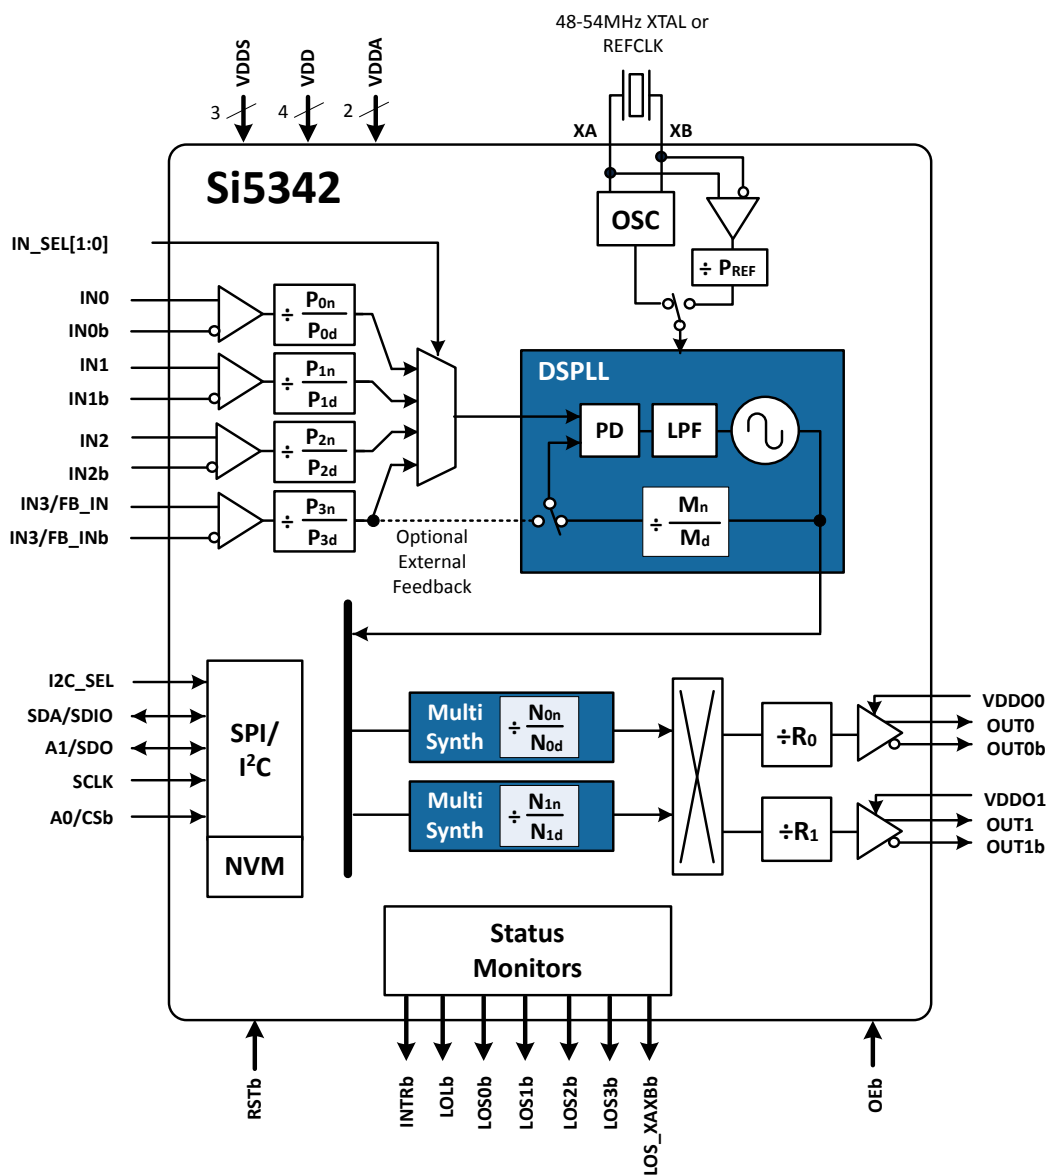 48-54MHz XTAL or
REFCLK
VDDS
VDD
VDDA
3
4
2
XA
XB
Si5342
OSC
÷ PREF
IN_SEL[1:0]
IN0
IN0b
÷ P0n
P0d
IN1
IN1b
÷ P1n
P1d
IN2
IN2b
÷ P2n
P2d
IN3/FB_IN
IN3/FB_INb
÷ P3n
P3d
DSPLL
PD
LPF
÷ Mn
Md
Optional
External
Feedback
I2C_SEL
SDA/SDIO
A1/SDO
SCLK
A0/CSb
SPI/
I²C
NVM
Multi
Synth
÷ N0n
N0d
Multi
Synth
÷ N1n
N1d
÷R0
÷R1
VDDO0
OUT0
OUT0b
VDDO1
OUT1
OUT1b
Status
Monitors
RSTb
INTRb
LOLb
LOS0b
LOS1b
LOS2b
LOS3b
LOS_XAXBb
OEb